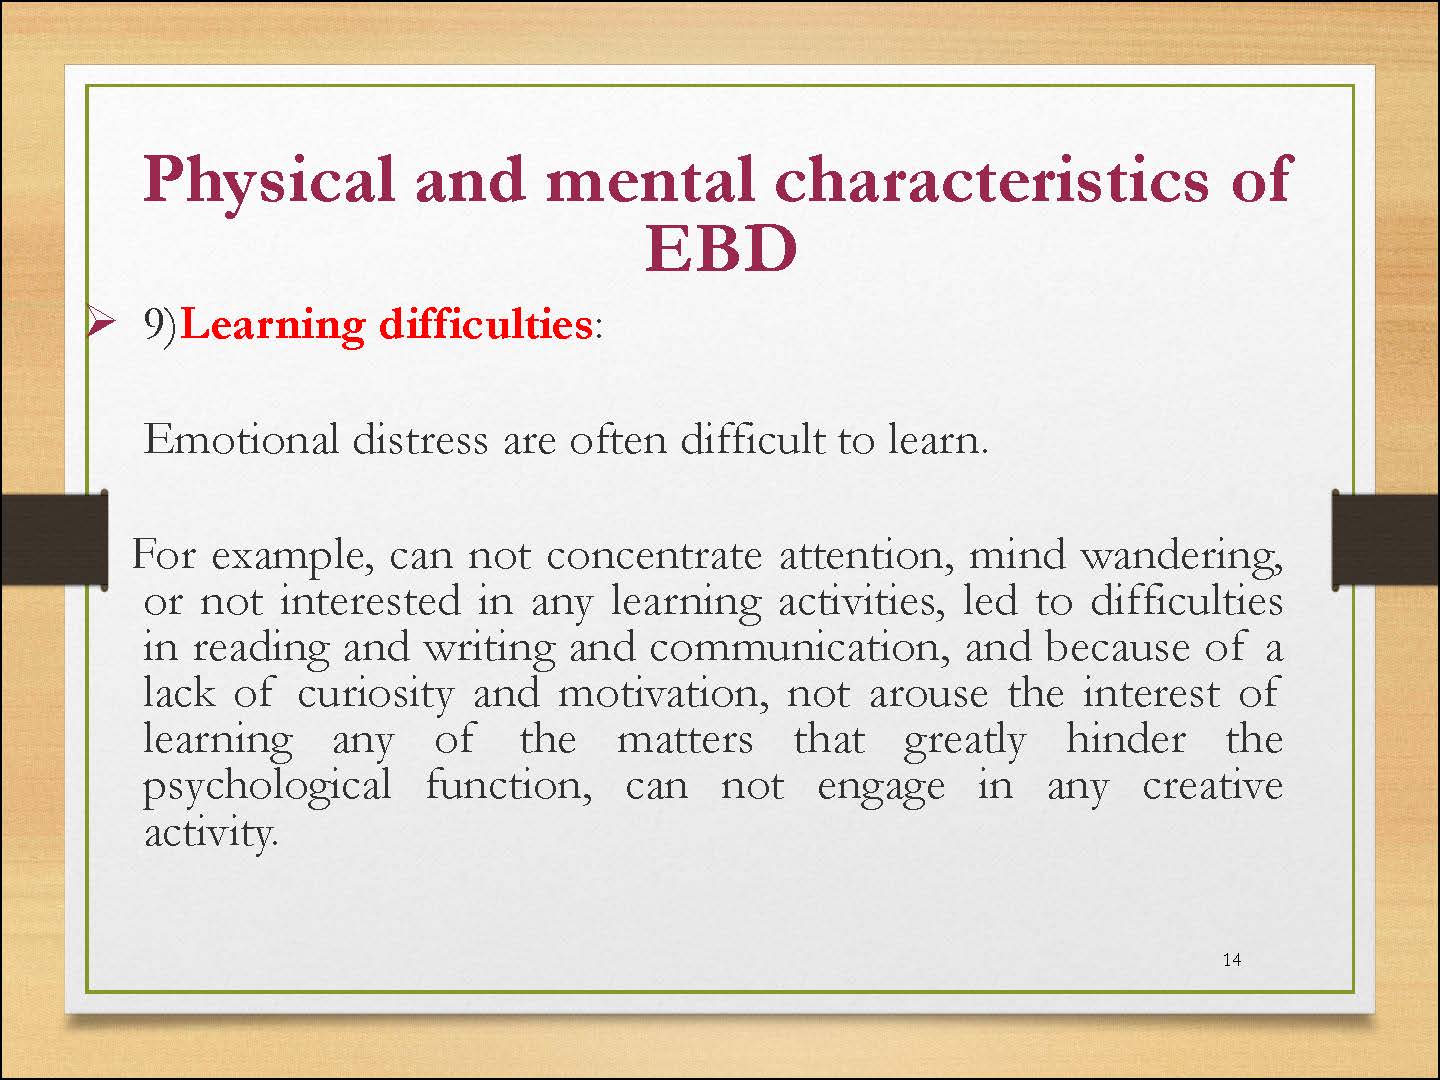 Physical and mental characteristics of
EBD
9)Learning difficulties:
Emotional distress are often difficult to learn.
For example, can not concentrate attention, mind wandering,
or not interested in any learning activities, led to difficulties
in reading and writing and communication, and because of a
lack of curiosity and motivation, not arouse the interest of
learning any of the matters that greatly hinder the
psychological function, can not engage in any creative
activity.
14